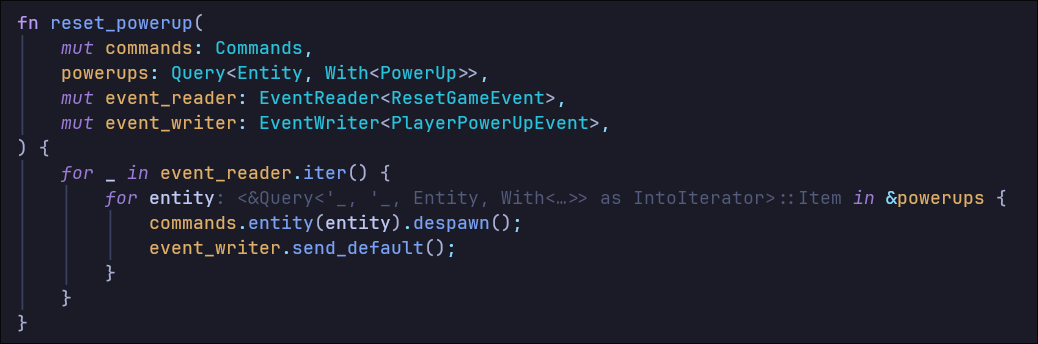 fn reset_powerup(
    mut commands: Commands,
    powerups: Query<Entity, With<PowerUp>>,
    mut event_reader: EventReader<ResetGameEvent>,
    mut event_writer: EventWriter<PlayerPowerUpEvent>,
) {
    for _ in event_reader.iter() {
        for entity: <&Query<'_, '_, Entity, With<…>> as IntoIterator>::Item in &powerups {
            commands.entity(entity).despawn();
            event_writer.send_default();
        }
    }
}